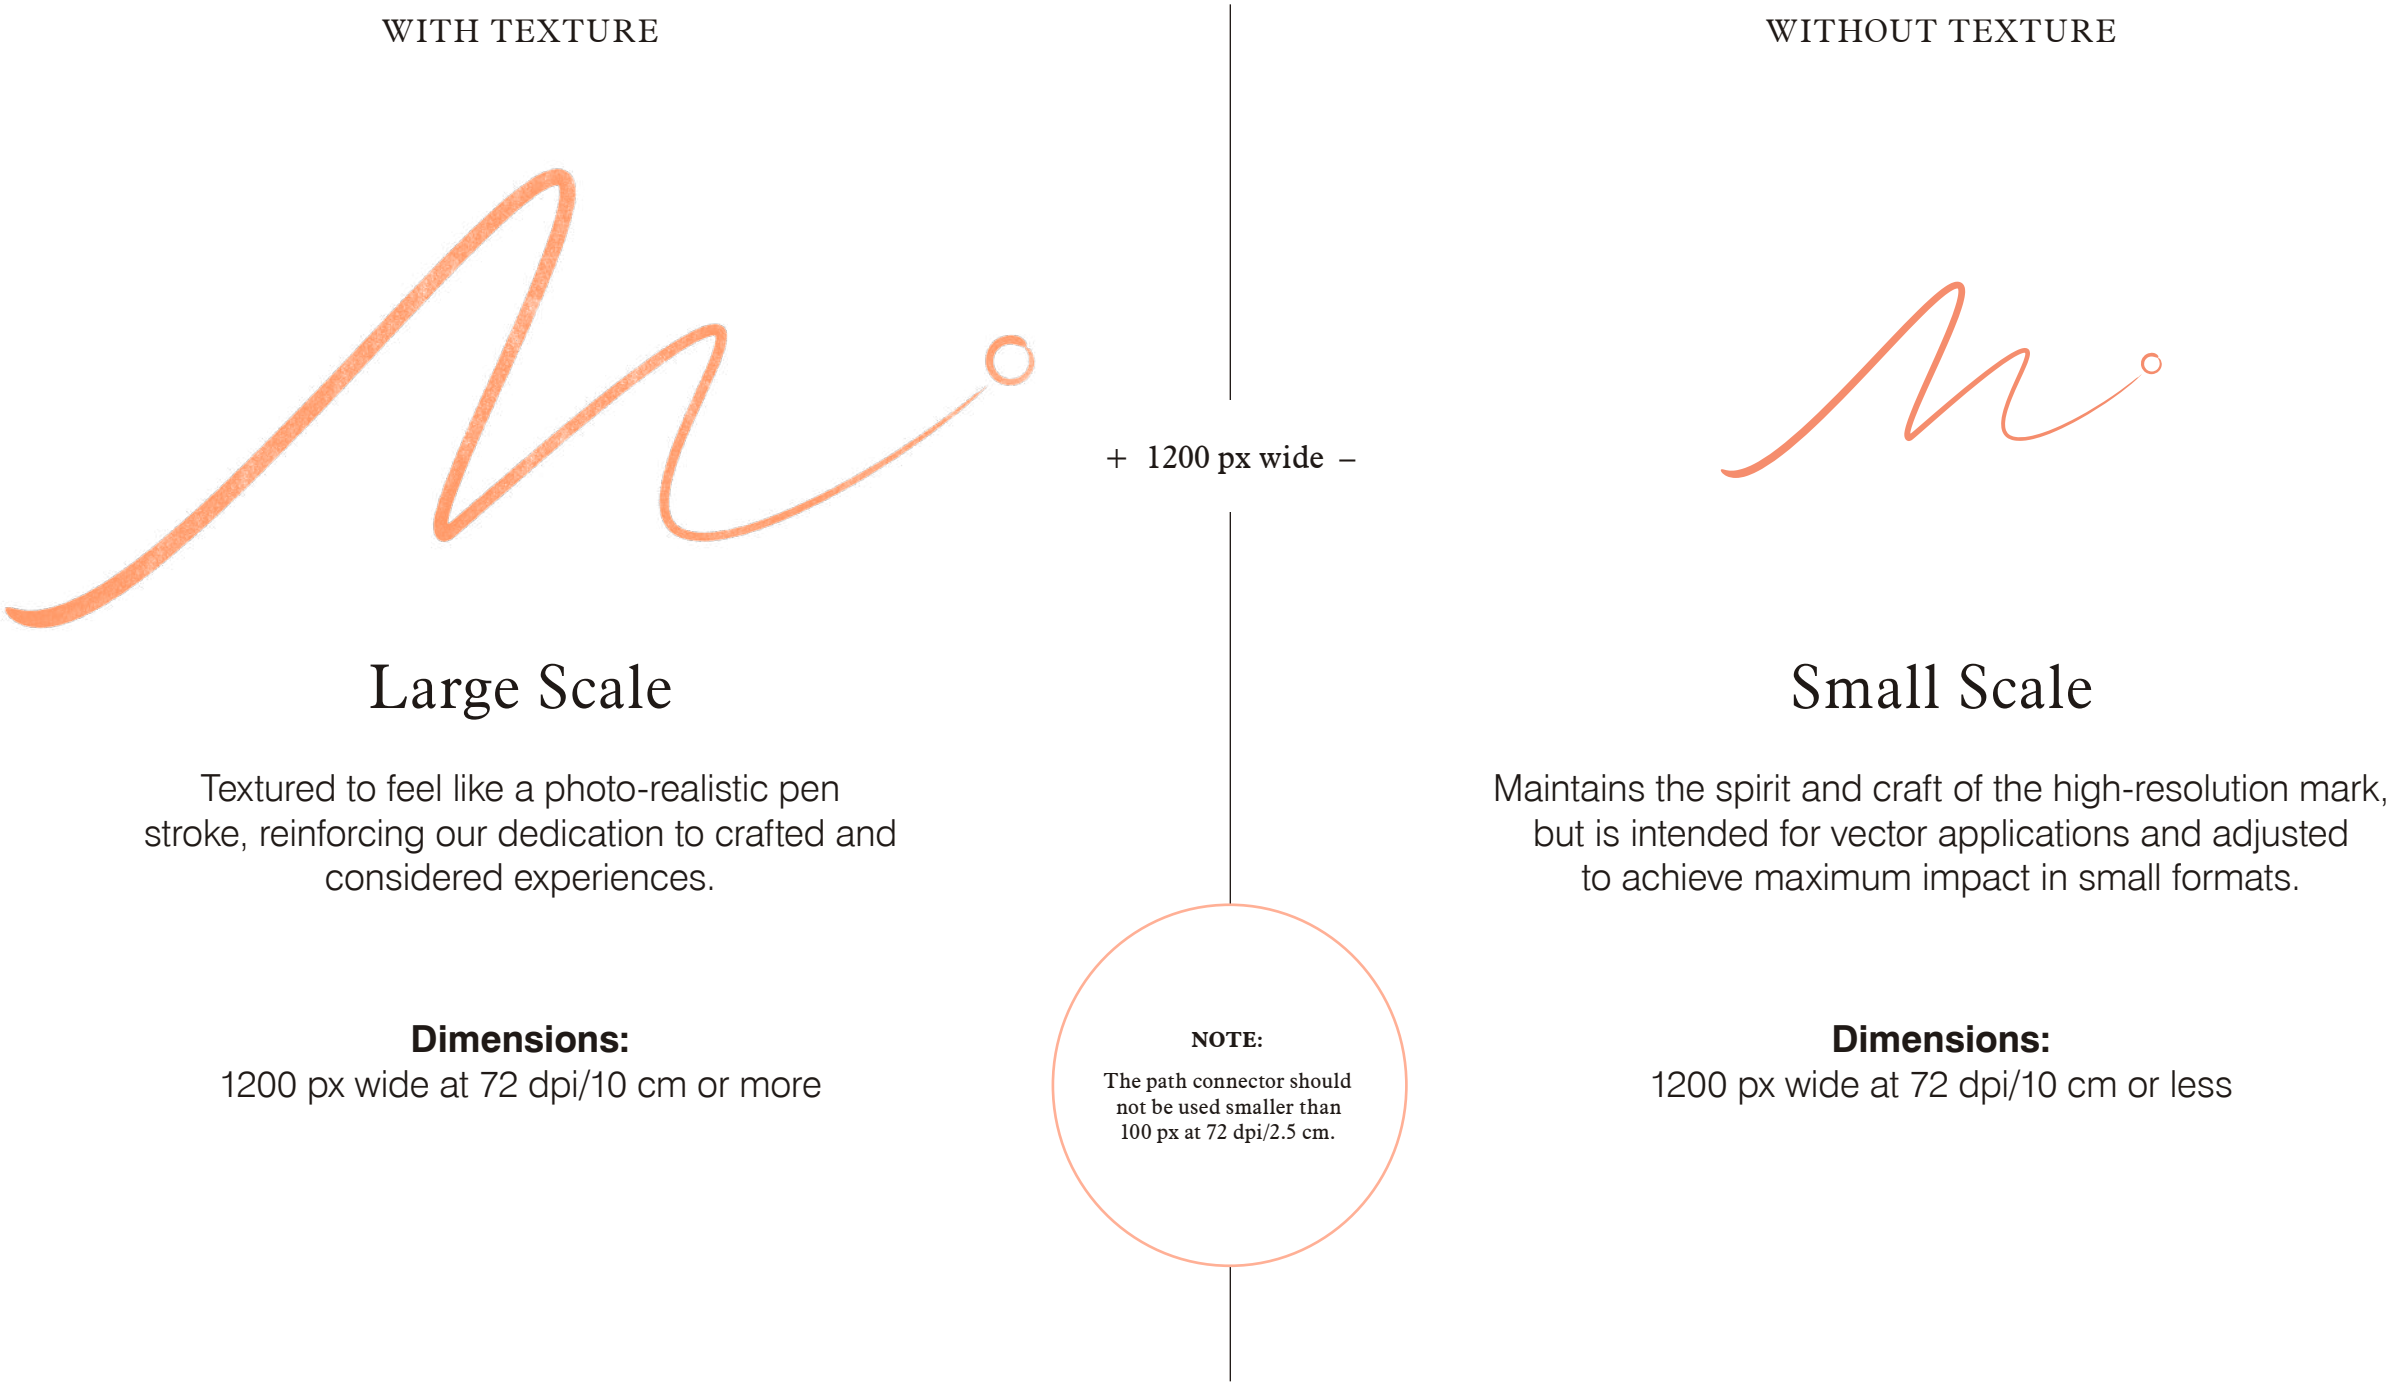 WITH TEXTURE
Large Scale
Textured to feel like a photo-realistic pen
stroke, reinforcing our dedication to crafted and
considered experiences.
Dimensions:
1200 px wide at 72 dpi/10 cm or more
+ 1200 px wide –
NOTE:
The path connector should
not be used smaller than
100 px at 72 dpi/2.5 cm.
WITHOUT TEXTURE
Small Scale
Maintains the spirit and craft of the high-resolution mark,
but is intended for vector applications and adjusted
to achieve maximum impact in small formats.
Dimensions:
1200 px wide at 72 dpi/10 cm or less